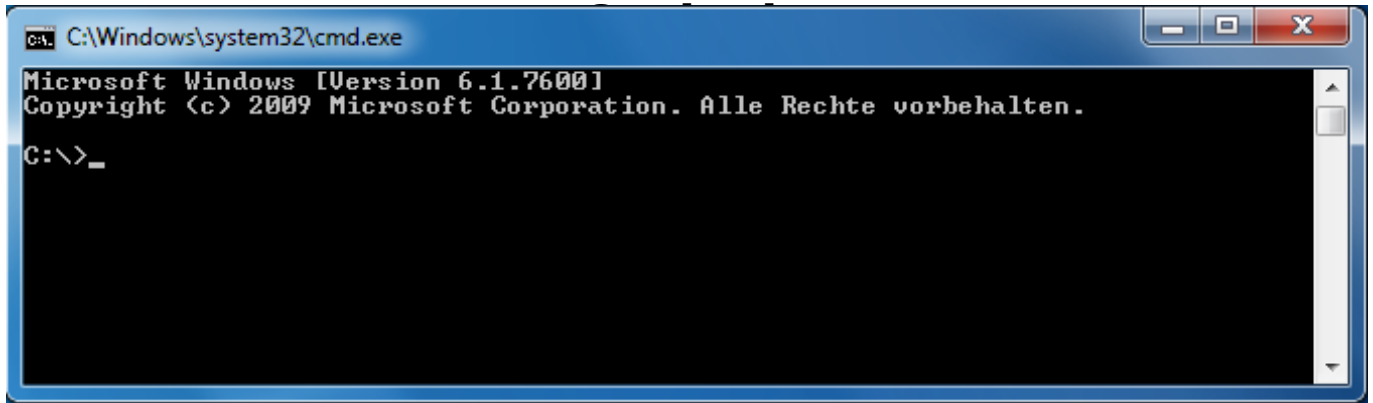 C:\Windows\system32\cmd.exe
Microsoft Windows [Version 6.1.7600]
Copyright (c) 2009 Microsoft Corporation. Alle Rechte vorbehalten.
C:\>_